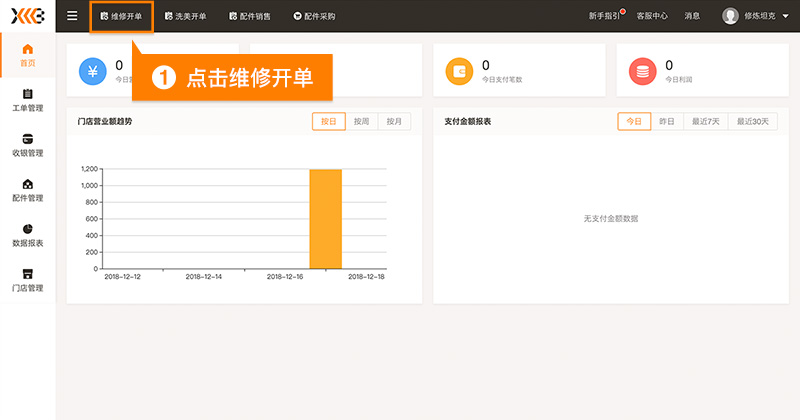 维修开单
洗美开单
配件销售
配件采购
新手指引
客服中心
消息
修炼坦克
首页
工单管理
收银管理
配件管理
数据报表
门店管理
¥
0
今日
1 点击维修开单
0
今日支付笔数
0
今日利润
门店营业额趋势
按日
按周
按月
1,200
1,000
800
600
400
200
0
2018-12-12
2018-12-14
2018-12-16
2018-12-18
支付金额报表
今日
昨日
最近7天
最近30天
无支付金额数据